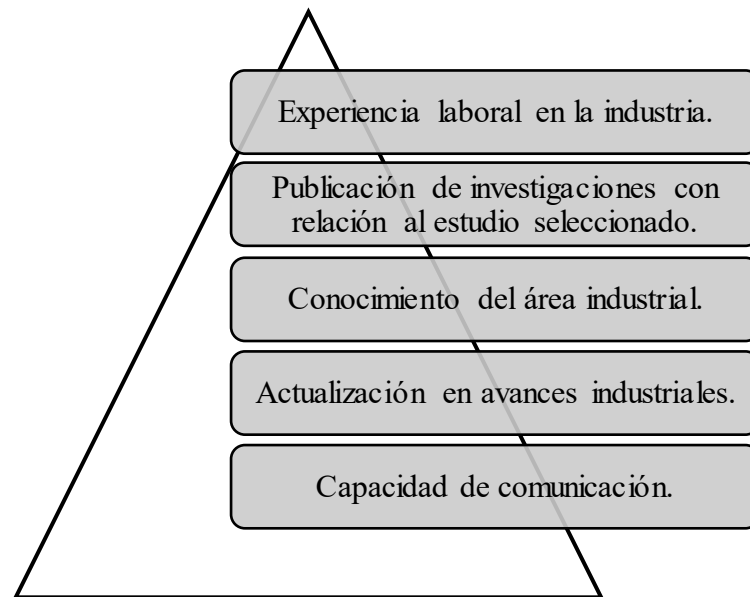 Experiencia laboral en la industria.
Publicación de investigaciones con
relación al estudio seleccionado.
Conocimiento del área industrial.
Actualización en avances industriales.
Capacidad de comunicación.